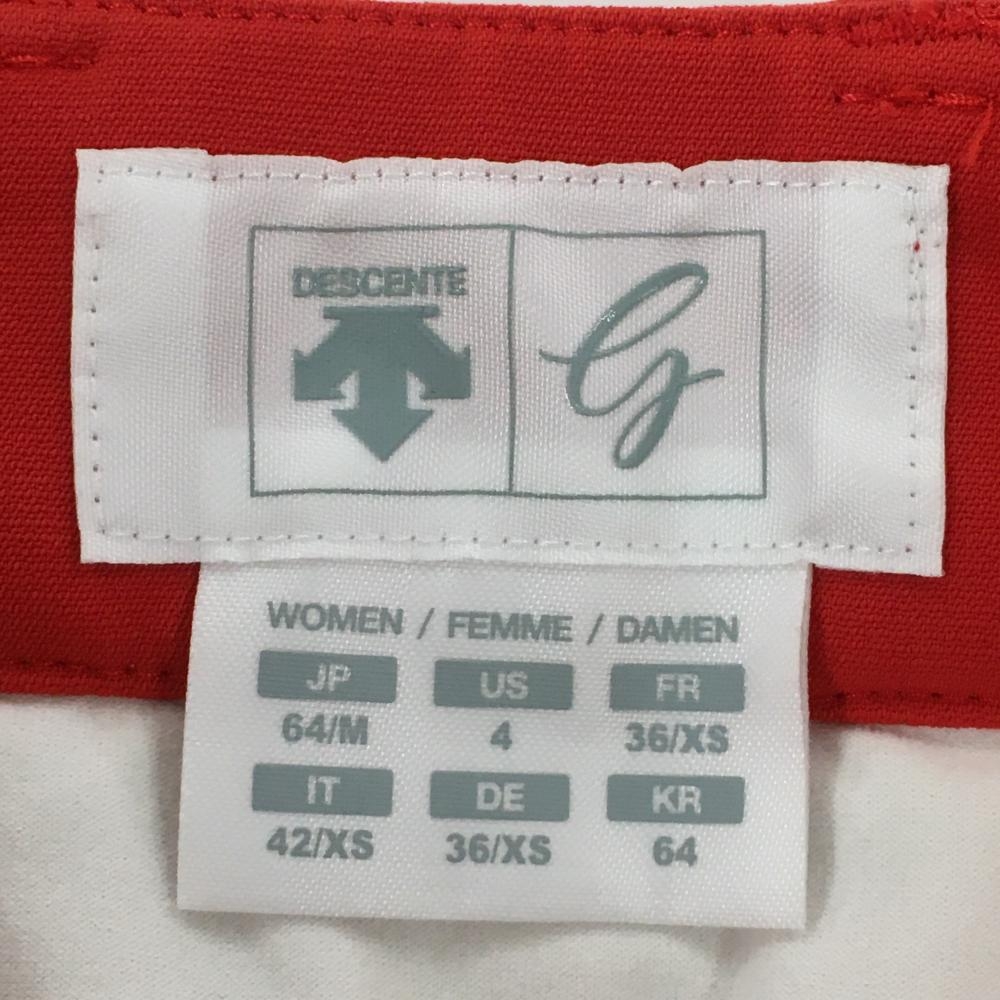 DESCENTE
G
WOMEN / FEMME / DAMEN
JP US FR
64/M 4 36/XS
IT DE KR
42/XS 36/XS 64